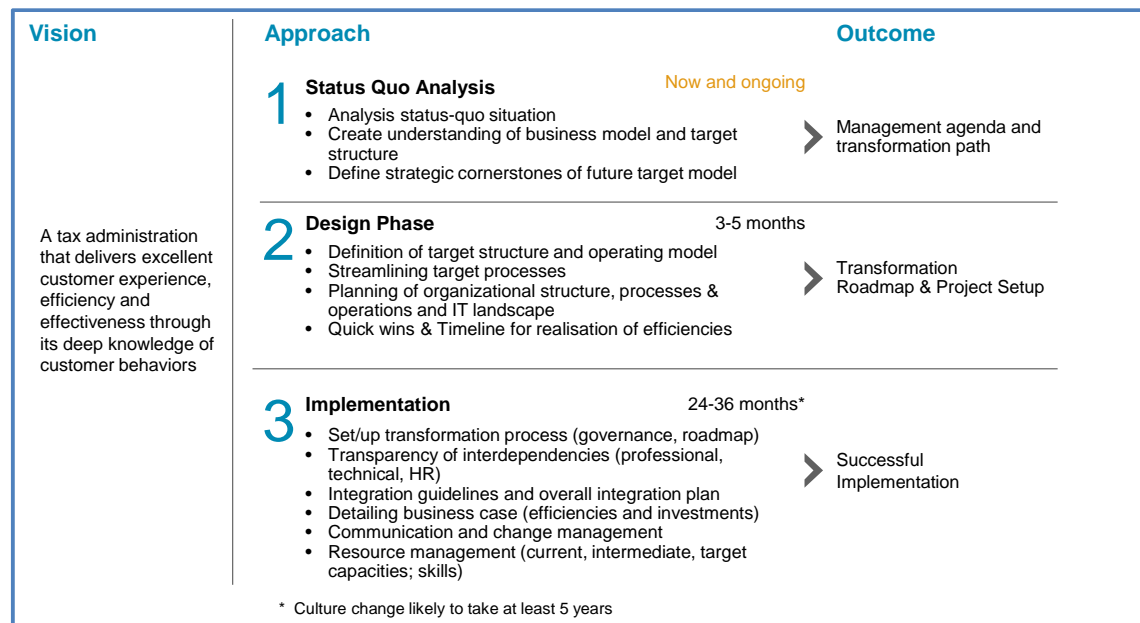 Vision
Approach
Outcome
A tax administration
that delivers excellent
customer experience,
efficiency and
effectiveness through
its deep knowledge of
customer behaviors
1
Status Quo Analysis
Now and ongoing
• Analysis status-quo situation
• Create understanding of business model and target
structure
• Define strategic cornerstones of future target model
Management agenda and
transformation path
2
Design Phase
3-5 months
• Definition of target structure and operating model
• Streamlining target processes
• Planning of organizational structure, processes &
operations and IT landscape
• Quick wins & Timeline for realisation of efficiencies
Transformation
Roadmap & Project Setup
3
Implementation
24-36 months*
• Set/up transformation process (governance, roadmap)
• Transparency of interdependencies (professional,
technical, HR)
• Integration guidelines and overall integration plan
• Detailing business case (efficiencies and investments)
• Communication and change management
• Resource management (current, intermediate, target
capacities; skills)
Successful
Implementation
* Culture change likely to take at least 5 years